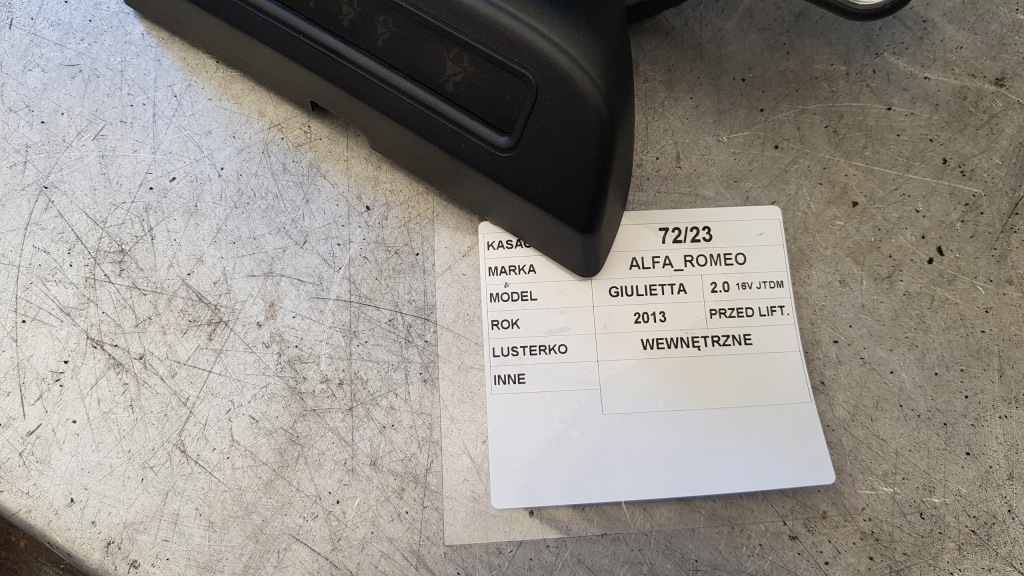 72/23
MARKA ALFA_ROMEO
MODEL GIULIETTA 2.0 16V JTDM
ROK 2013 PRZED LIFT.
LUSTERKO WEWNĘTRZNE
INNE